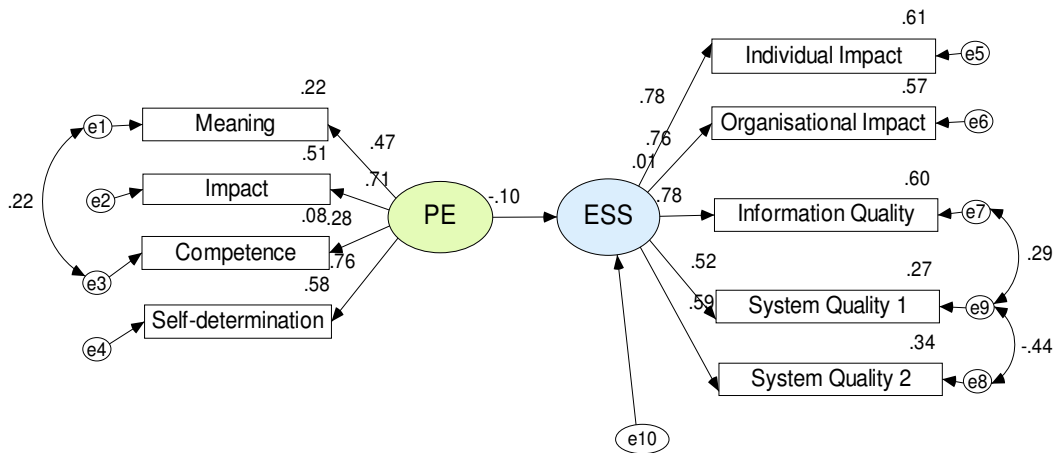 .61
Individual Impact
e5
.78
.57
.22
e1
Meaning
.47
Organisational Impact
e6
.76
.51
.01
.71
e2
Impact
.22
.08
.28
PE
-.10
ESS
.78
.60
Information Quality
e7
Competence
e3
.76
.58
.52
.29
.27
Self-determination
e4
.59
System Quality 1
e9
.34
-.44
System Quality 2
e8
e10